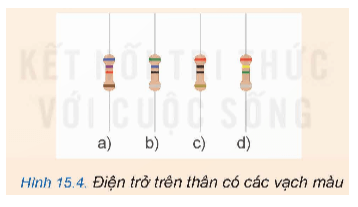 KẾT NỐI TRI THỨC
VỚI CUỘC SỐNG
a) b) c) d)
Hình 15.4. Điện trở trên thân có các vạch màu